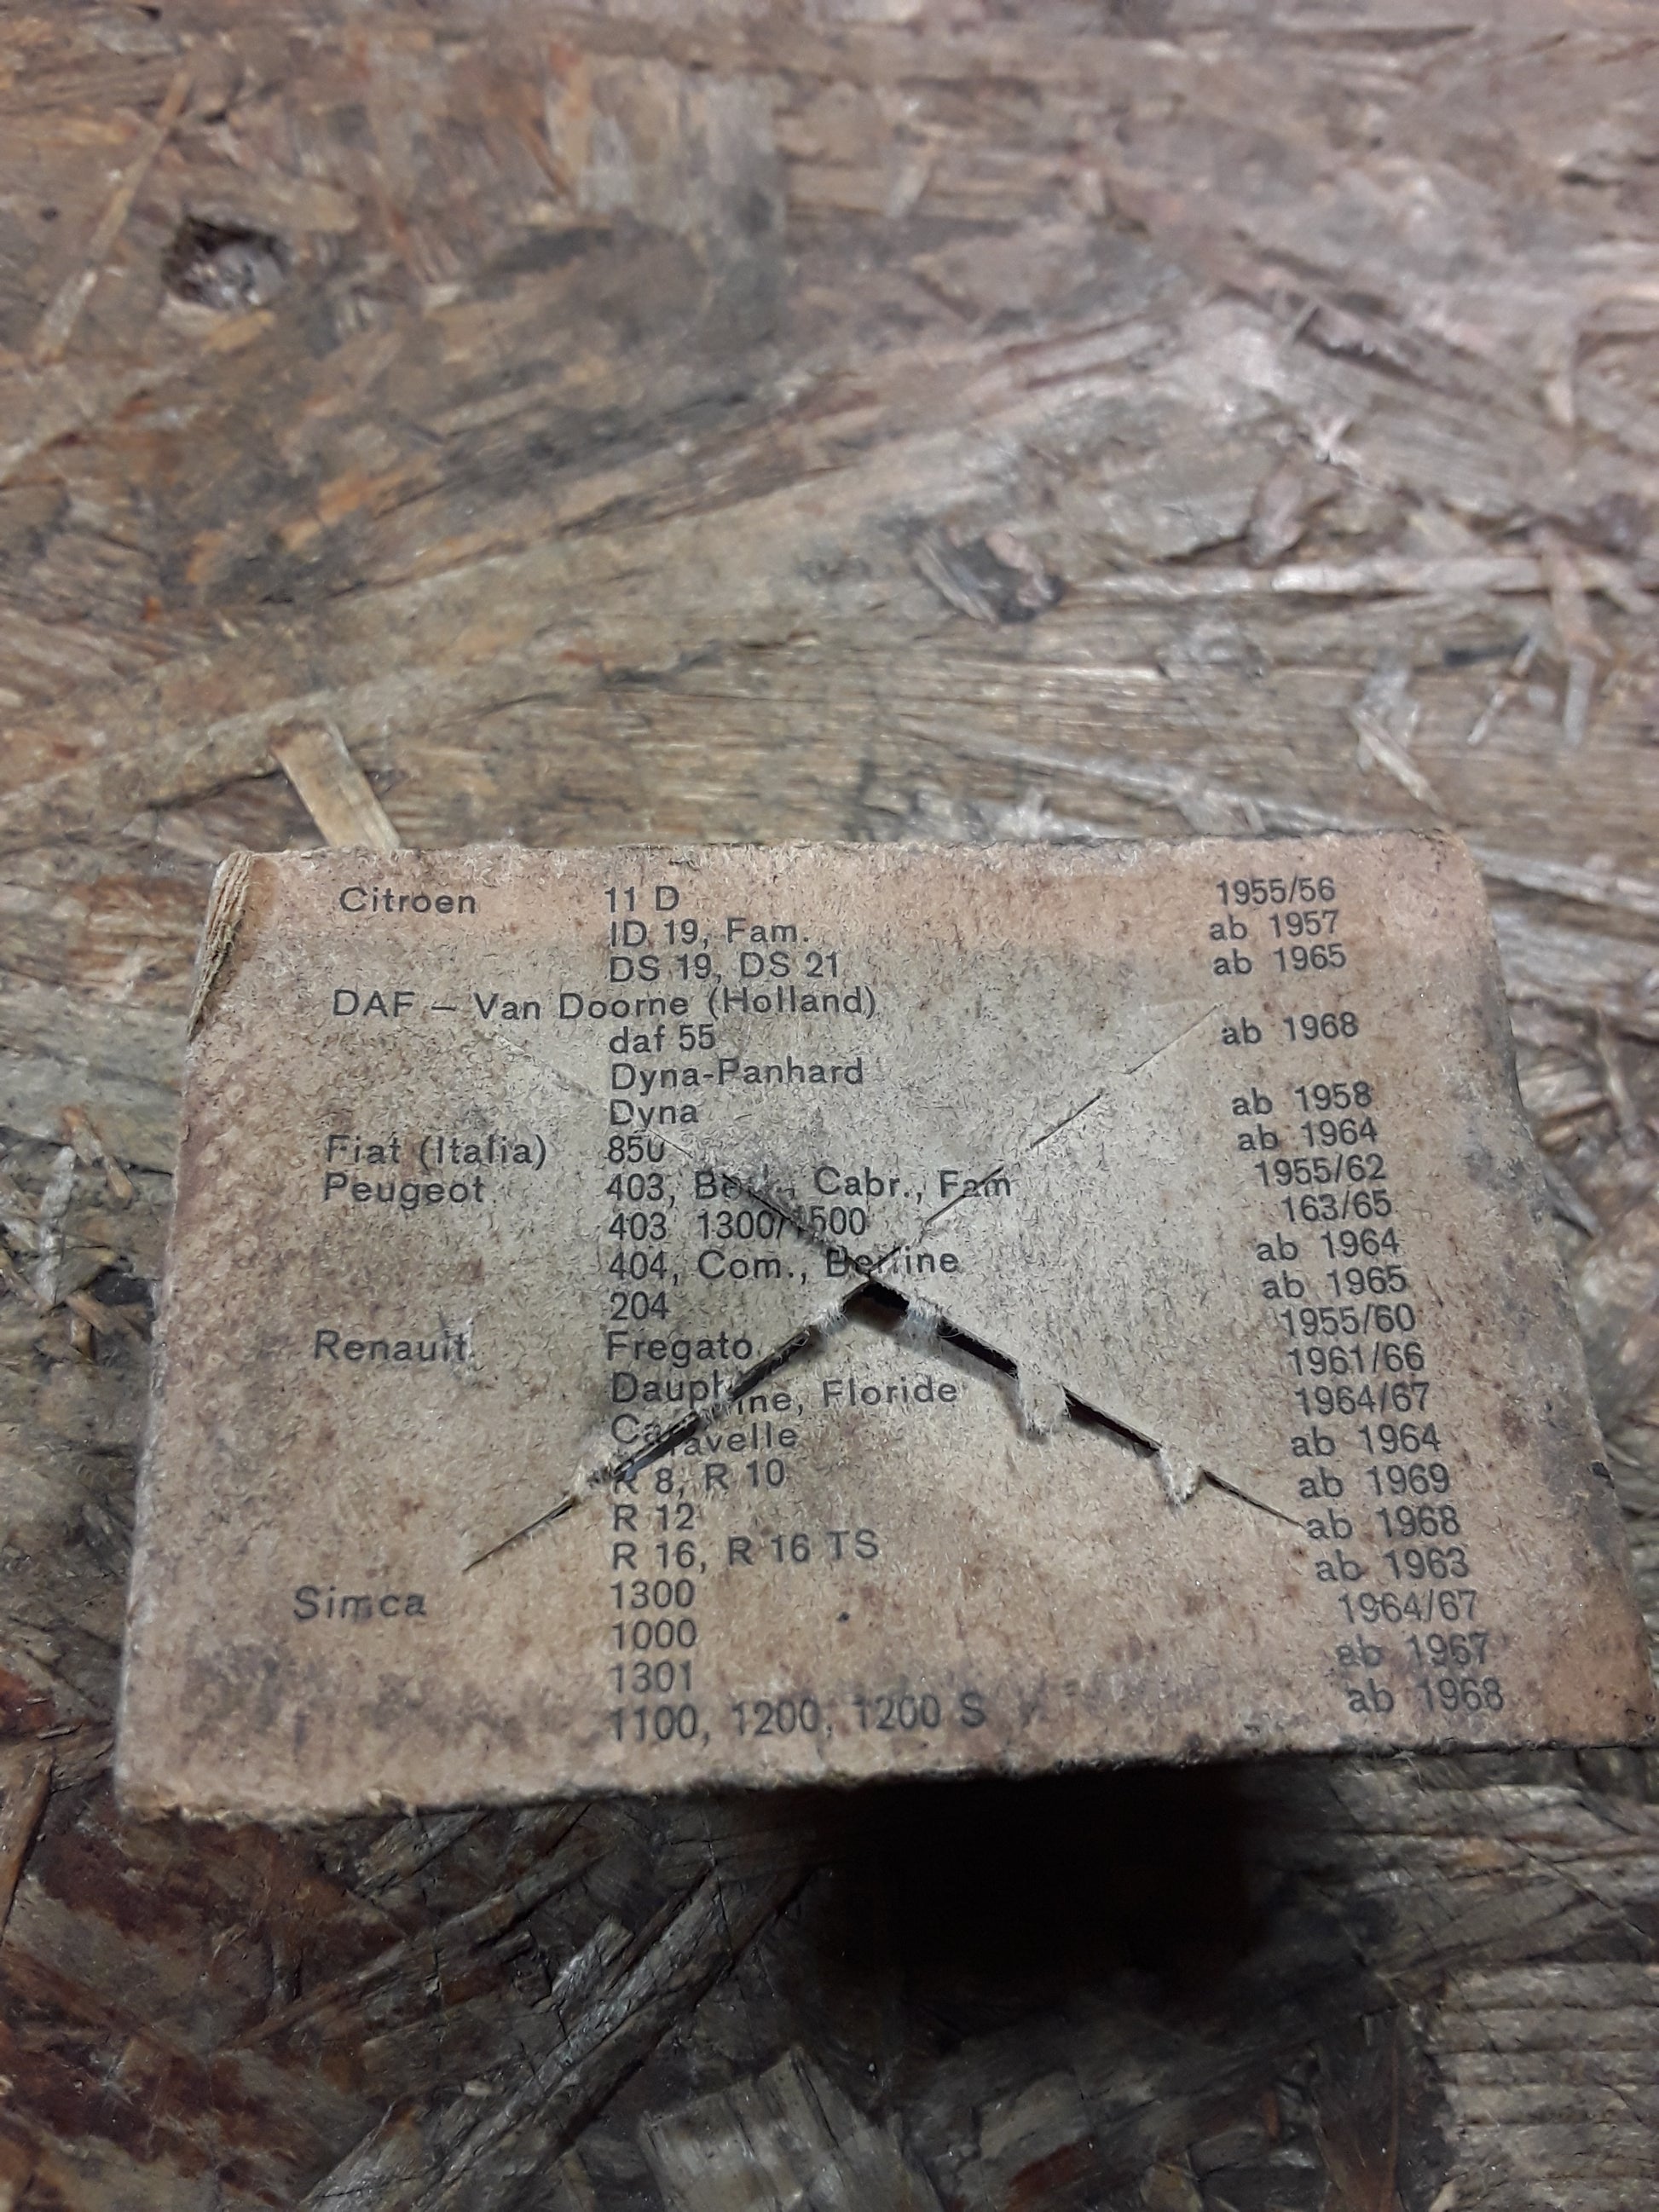 Citroen 11 D 1955/56
ID 19, Fam. ab 1957
DS 19, DS 21 ab 1965
DAF – Van Doorne (Holland)
daf 55 ab 1968
Dyna-Panhard
Dyna ab 1958
Fiat (Italia) 850 ab 1964
Peugeot 403, Cabr., Fam 1955/62
403 1300/1500 163/65
404, Com., Berline ab 1964
204 ab 1965
Renault Fregato 1955/60
Dauphine, Floride 1961/66
Caravelle 1964/67
R 8, R 10 ab 1964
R 12 ab 1969
R 16, R 16 TS ab 1968
Simca 1300 ab 1963
1000 1964/67
1301 ab 1967
1100, 1200, 1200 S ab 1968